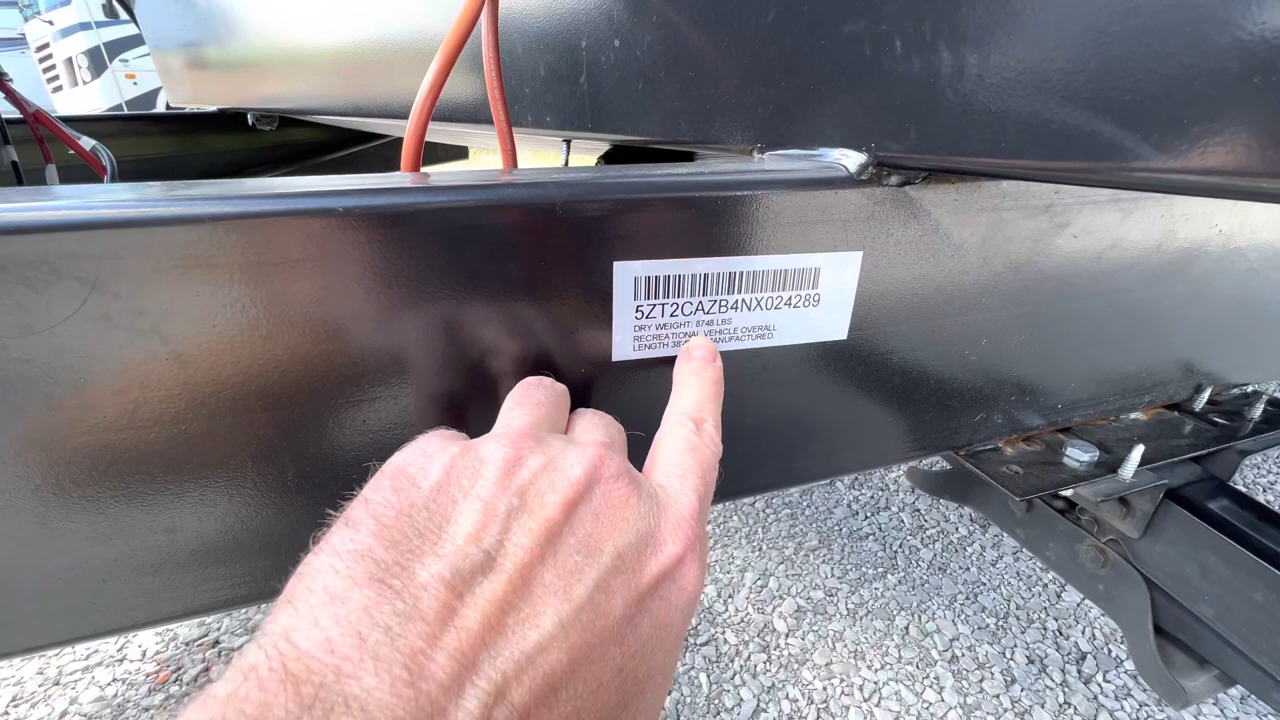 5ZT2CAZB4NX024289
DRY WEIGHT: 8748 LBS
RECREATIONAL VEHICLE OVERALL
LENGTH MANUFACTURED.